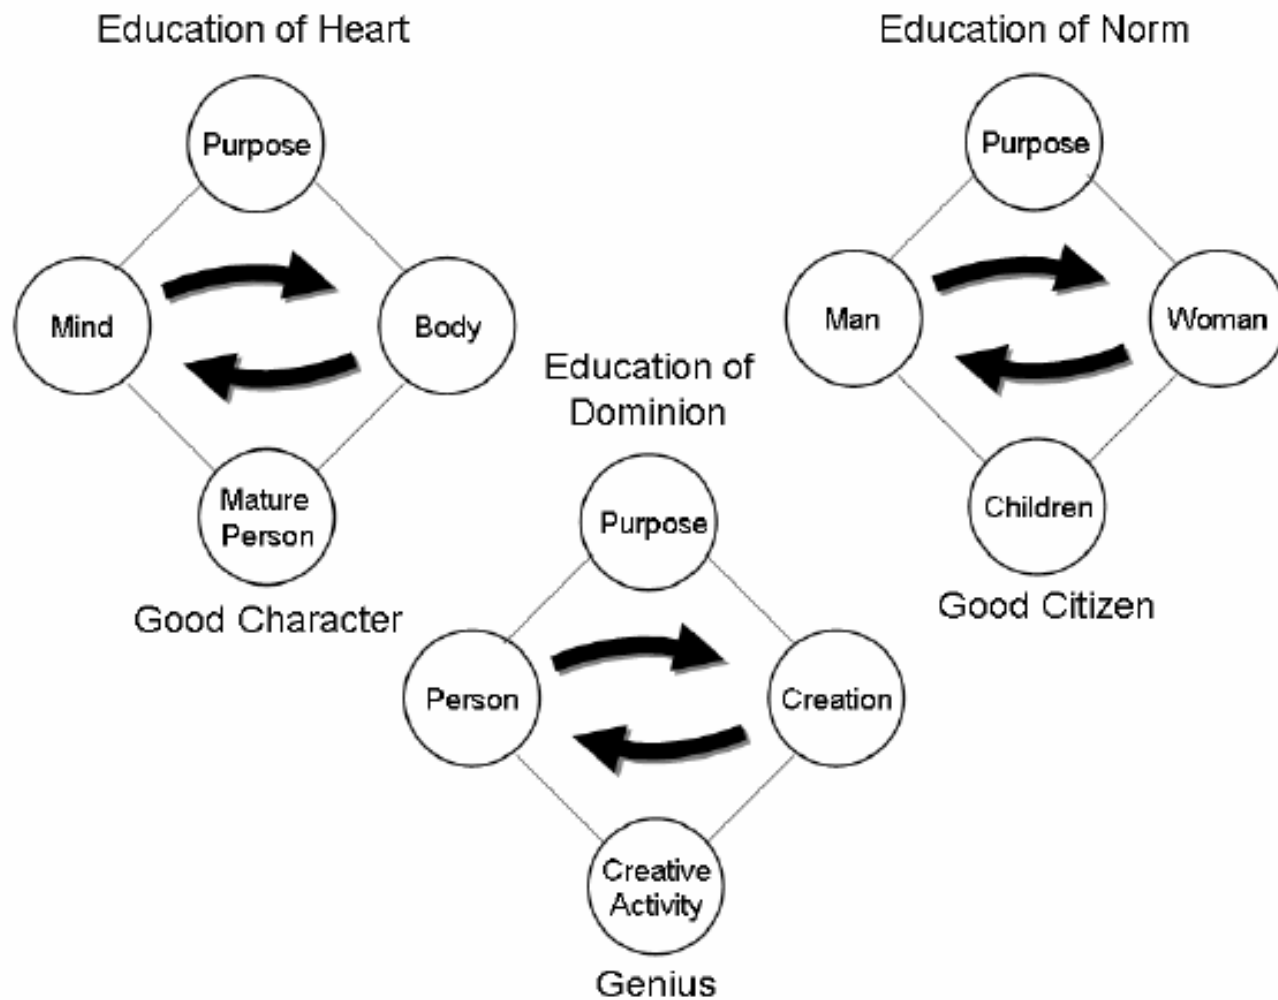 Education of Heart
Purpose
Mind
Body
Mature
Person
Good Character
Education of Norm
Purpose
Man
Woman
Children
Good Citizen
Education of
Dominion
Purpose
Person
Creation
Creative
Activity
Genius